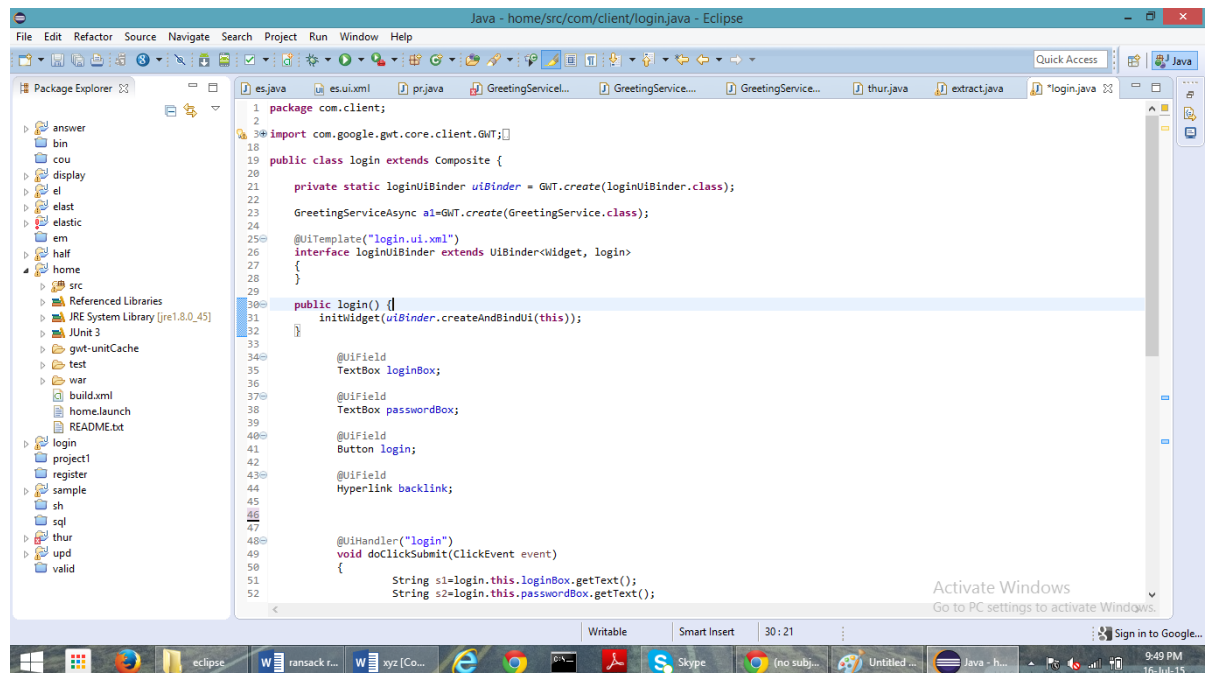 Java - home/src/com/client/login.java - Eclipse
File Edit Refactor Source Navigate Search Project Run Window Help
Quick Access
Java
Package Explorer
es.java es.ui.xml pr.java GreetingServiceI... GreetingService.... GreetingService... thur.java extract.java *login.java
answer
bin
cou
display
el
elast
elastic
em
half
home
src
Referenced Libraries
JRE System Library [jre1.8.0_45]
JUnit 3
gwt-unitCache
test
war
build.xml
home.launch
README.txt
login
project1
register
sample
sh
sql
thur
upd
valid
1 package com.client;
2
3 import com.google.gwt.core.client.GWT;
18
19 public class login extends Composite {
20
21 private static loginUiBinder uiBinder = GWT.create(loginUiBinder.class);
22
23 GreetingServiceAsync a1=GWT.create(GreetingService.class);
24
25 @UiTemplate("login.ui.xml")
26 interface loginUiBinder extends UiBinder<Widget, login>
27 {
28 }
29
30 public login() {
31 initWidget(uiBinder.createAndBindUi(this));
32 }
33
34 @UiField
35 TextBox loginBox;
36
37 @UiField
38 TextBox passwordBox;
39
40 @UiField
41 Button login;
42
43 @UiField
44 Hyperlink backlink;
45
46
47
48 @UiHandler("login")
49 void doClickSubmit(ClickEvent event)
50 {
51 String s1=login.this.loginBox.getText();
52 String s2=login.this.passwordBox.getText();
Activate Windows
Go to PC settings to activate Windows.
Writable Smart Insert 30 : 21
Sign in to Google...
eclipse ransack r... xyz [Co... Skype (no subj... Untitled ... Java - h... 9:49 PM
16-Jul-15